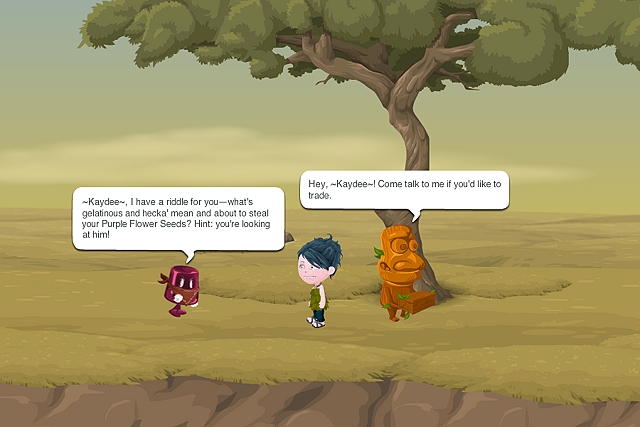 ~Kaydee~, I have a riddle for you—what's
gelatinous and hecka' mean and about to steal
your Purple Flower Seeds? Hint: you're looking
at him!
Hey, ~Kaydee~! Come talk to me if you'd like to
trade.